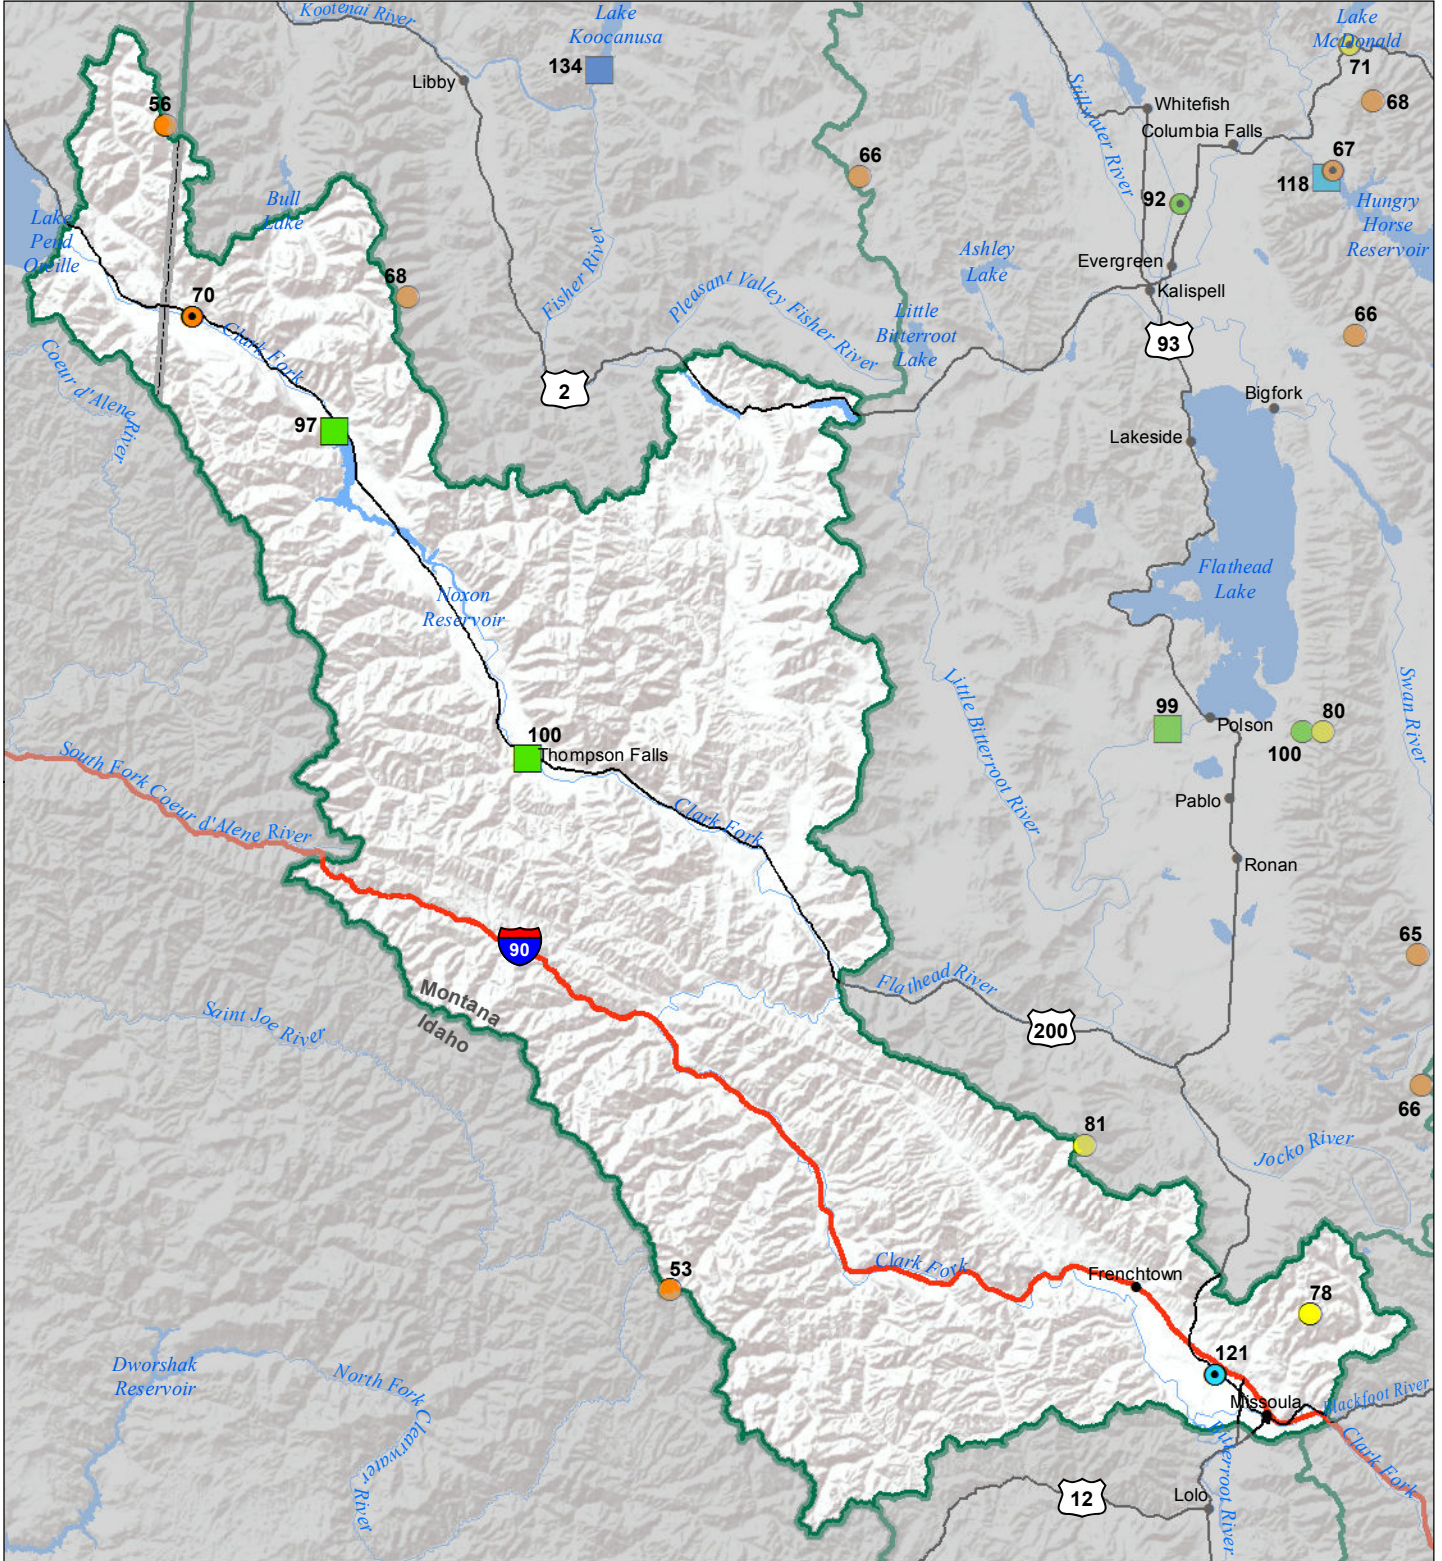 Kootenai River
Lake
Koocanusa
Lake
McDonald
134
71
Libby
68
Whitefish
56
Columbia Falls
Stillwater River
67
66
118
92
Bull
Lake
Hungry
Horse
Reservoir
Lake
Pend
Oreille
Ashley
Lake
Fisher River
Evergreen
68
Pleasant Valley Fisher River
Kalispell
70
Little
Bitterroot
Lake
66
93
Clark Fork
Coeur d'Alene River
2
Bigfork
97
Lakeside
Flathead
Lake
Noxon
Reservoir
Little Bitterroot River
Swan River
99
Polson
80
100
100
Thompson Falls
South Fork Coeur d'Alene River
Pablo
Clark Fork
Ronan
90
65
Flathead River
Montana
Idaho
Saint Joe River
200
66
81
Jocko River
Clark Fork
53
Frenchtown
78
121
Dworshak
Reservoir
North Fork Clearwater River
Missoula
Blackfoot River
Bitterroot River
Clark Fork
12
Lolo